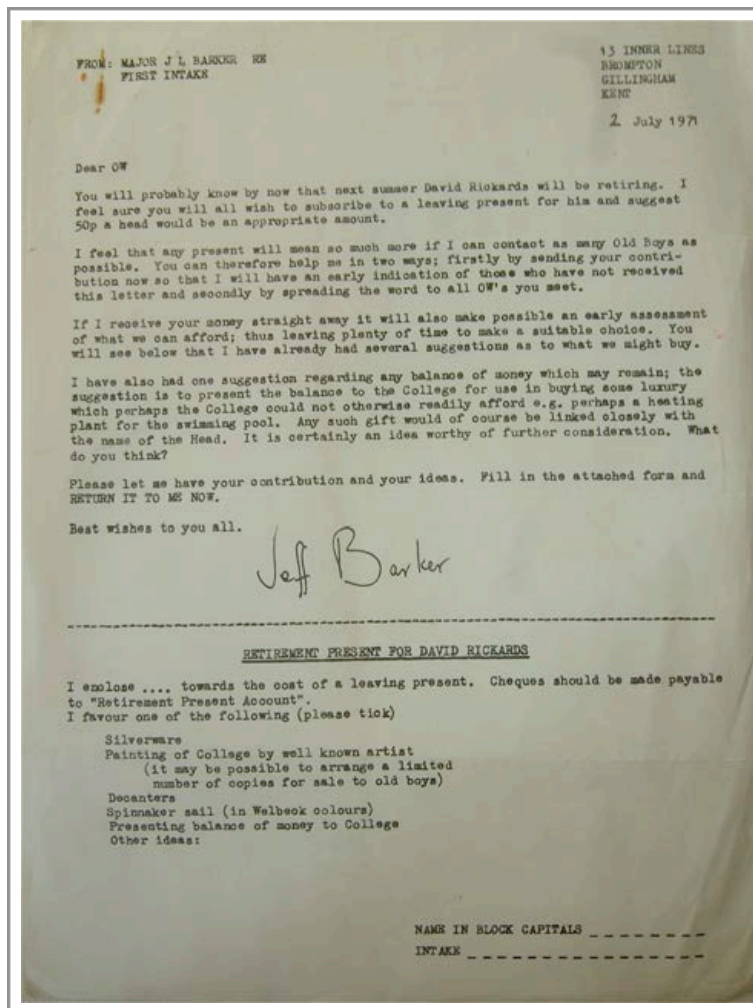 FROM: MAJOR J L BARKER RE
FIRST INTAKE
13 INNER LINES
BROMPTON
GILLINGHAM
KENT
2 July 1971
Dear OW
You will probably know by now that next summer David Rickards will be retiring. I
feel sure you will all wish to subscribe to a leaving present for him and suggest
50p a head would be an appropriate amount.
I feel that any present will mean so much more if I can contact as many Old Boys as
possible. You can therefore help me in two ways; firstly by sending your contri-
bution now so that I will have an early indication of those who have not received
this letter and secondly by spreading the word to all OW's you meet.
If I receive your money straight away it will also make possible an early assessment
of what we can afford; thus leaving plenty of time to make a suitable choice. You
will see below that I have already had several suggestions as to what we might buy.
I have also had one suggestion regarding any balance of money which may remain; the
suggestion is to present the balance to the College for use in buying some luxury
which perhaps the College could not otherwise readily afford e.g. perhaps a heating
plant for the swimming pool. Any such gift would of course be linked closely with
the name of the Head. It is certainly an idea worthy of further consideration. What
do you think?
Please let me have your contribution and your ideas. Fill in the attached form and
RETURN IT TO ME NOW.
Best wishes to you all.
Jeff Barker
RETIREMENT PRESENT FOR DAVID RICKARDS
I enclose .... towards the cost of a leaving present. Cheques should be made payable
to "Retirement Present Account".
I favour one of the following (please tick)
Silverware
Painting of College by well known artist
(it may be possible to arrange a limited
number of copies for sale to old boys)
Decanters
Spinnaker sail (in Welbeck colours)
Presenting balance of money to College
Other ideas:
NAME IN BLOCK CAPITALS _ _ _ _ _ _ _ _ _
INTAKE _ _ _ _ _ _ _ _ _ _ _ _ _ _ _ _ _ _